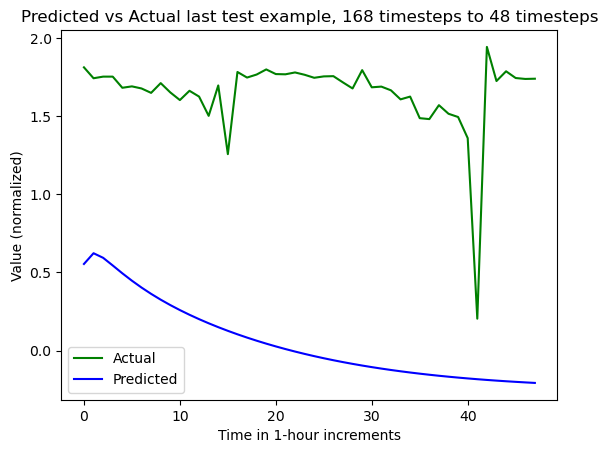 Predicted vs Actual last test example, 168 timesteps to 48 timesteps
Value (normalized)
2.0
1.5
1.0
0.5
0.0
Actual
Predicted
0 10 20 30 40
Time in 1-hour increments